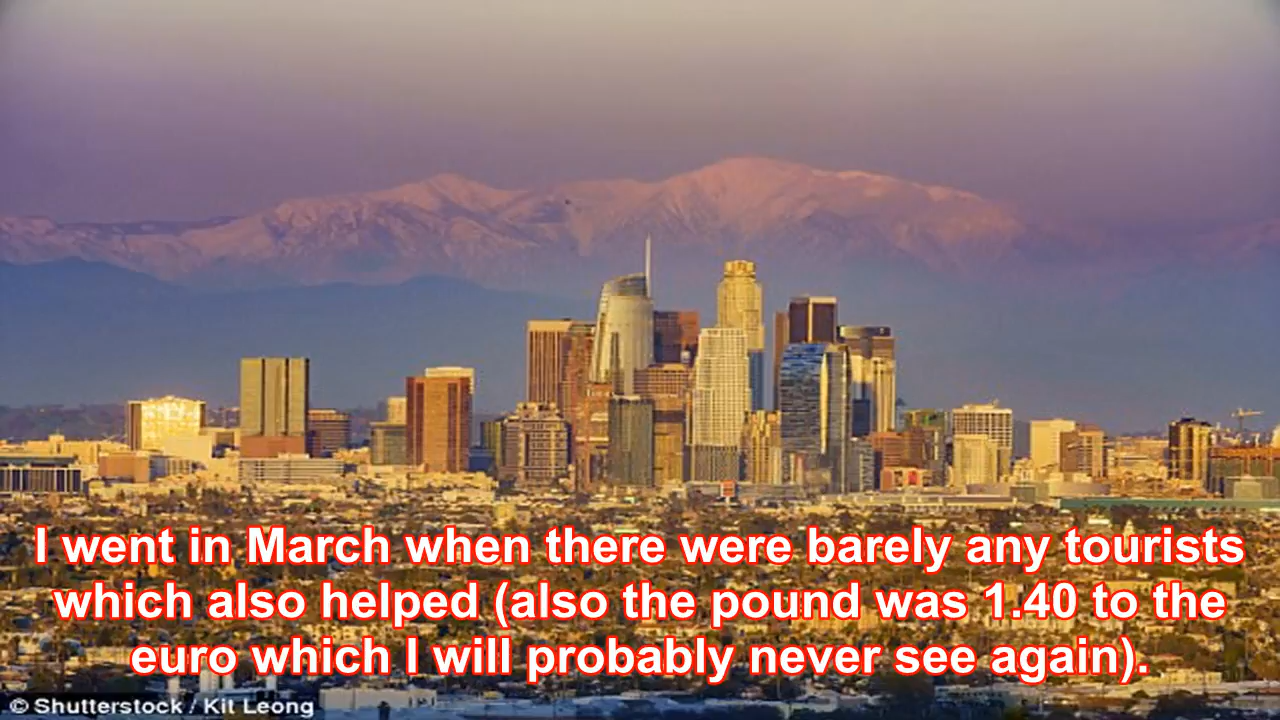 I went in March when there were barely any tourists
which also helped (also the pound was 1.40 to the
euro which I will probably never see again).
© Shutterstock / Kit Leong